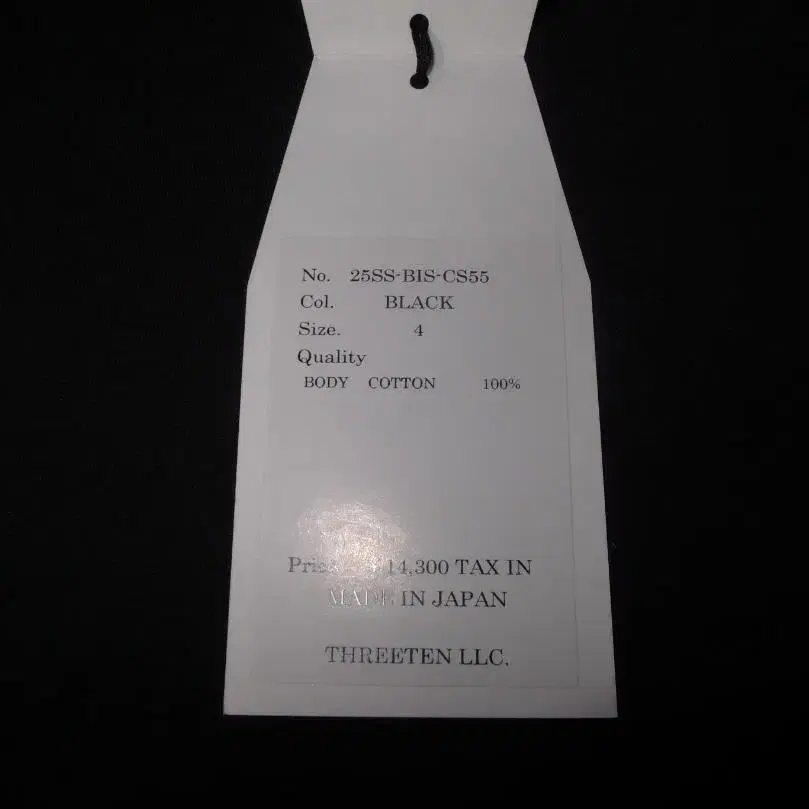 No. 25SS-BIS-CS55
Col. BLACK
Size. 4
Quality
BODY COTTON 100%
14,300 TAX IN
MADE IN JAPAN
THREETEN LLC.